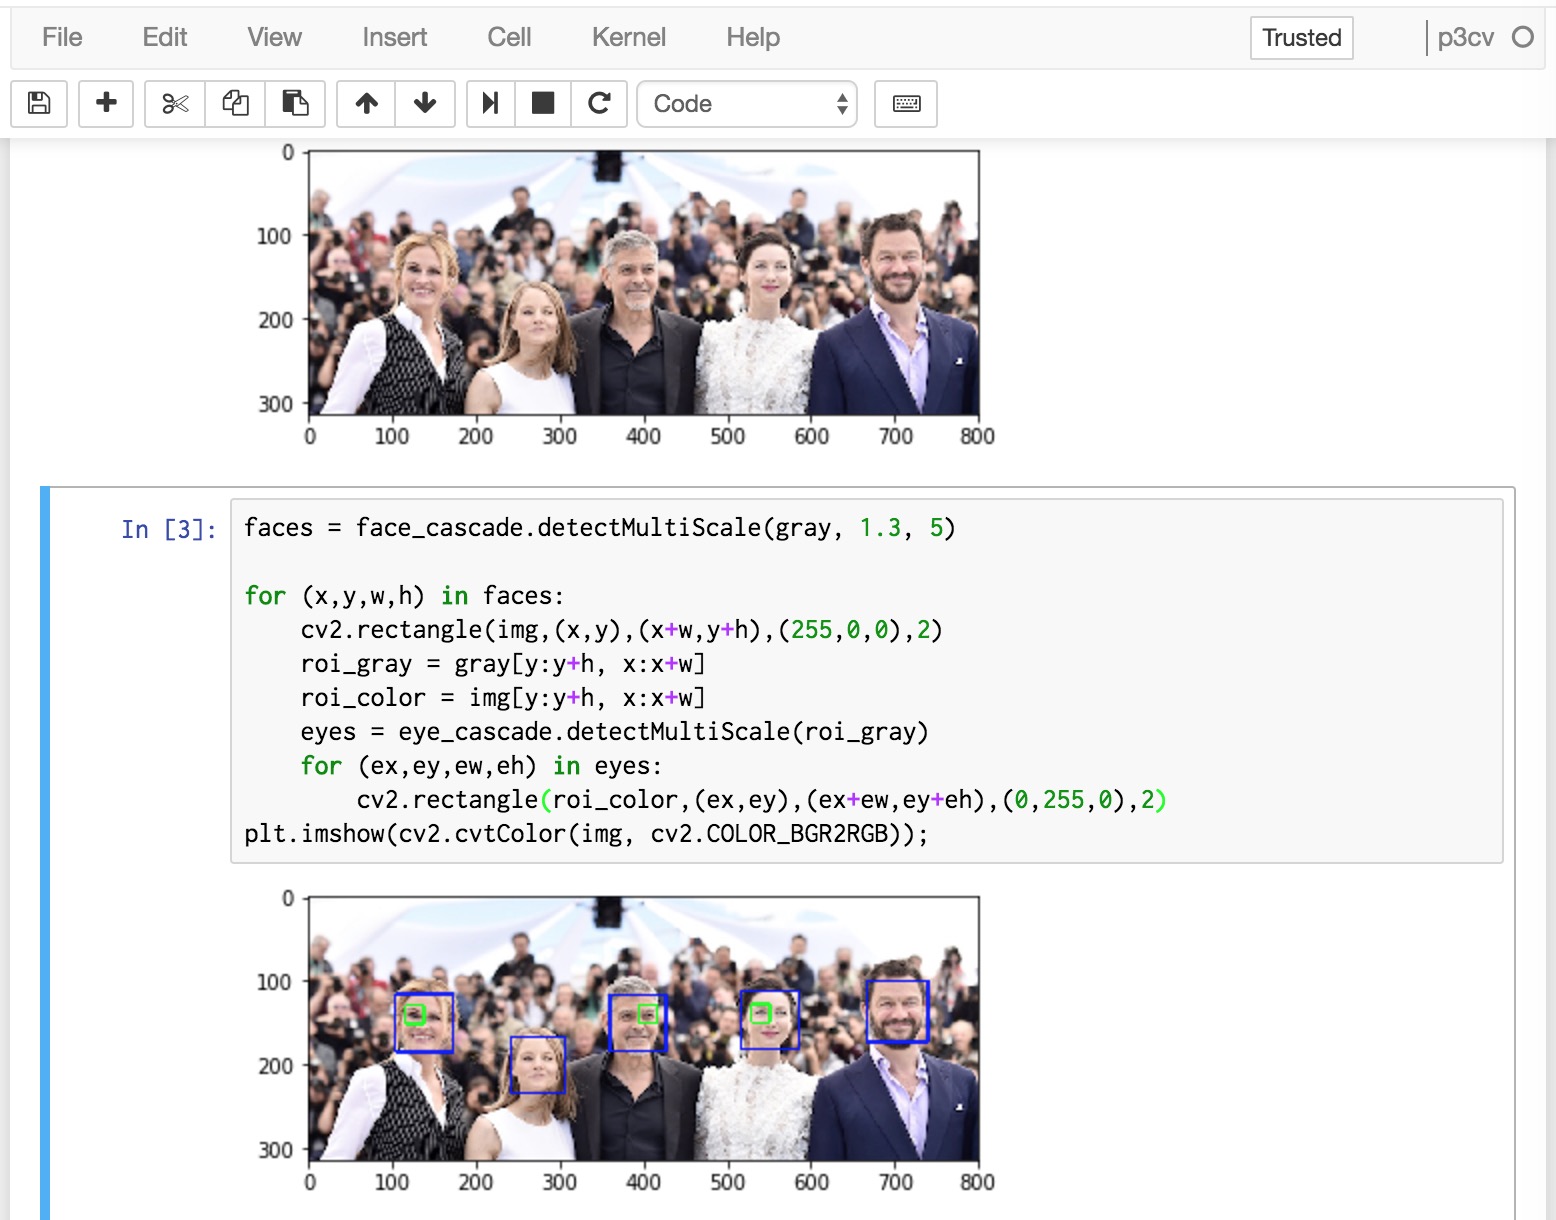 File Edit View Insert Cell Kernel Help Trusted p3cv
Code
0
100
200
300
0 100 200 300 400 500 600 700 800
In [3]:
faces = face_cascade.detectMultiScale(gray, 1.3, 5)
for (x,y,w,h) in faces:
    cv2.rectangle(img,(x,y),(x+w,y+h),(255,0,0),2)
    roi_gray = gray[y:y+h, x:x+w]
    roi_color = img[y:y+h, x:x+w]
    eyes = eye_cascade.detectMultiScale(roi_gray)
    for (ex,ey,ew,eh) in eyes:
        cv2.rectangle(roi_color,(ex,ey),(ex+ew,ey+eh),(0,255,0),2)
plt.imshow(cv2.cvtColor(img, cv2.COLOR_BGR2RGB));
0
100
200
300
0 100 200 300 400 500 600 700 800